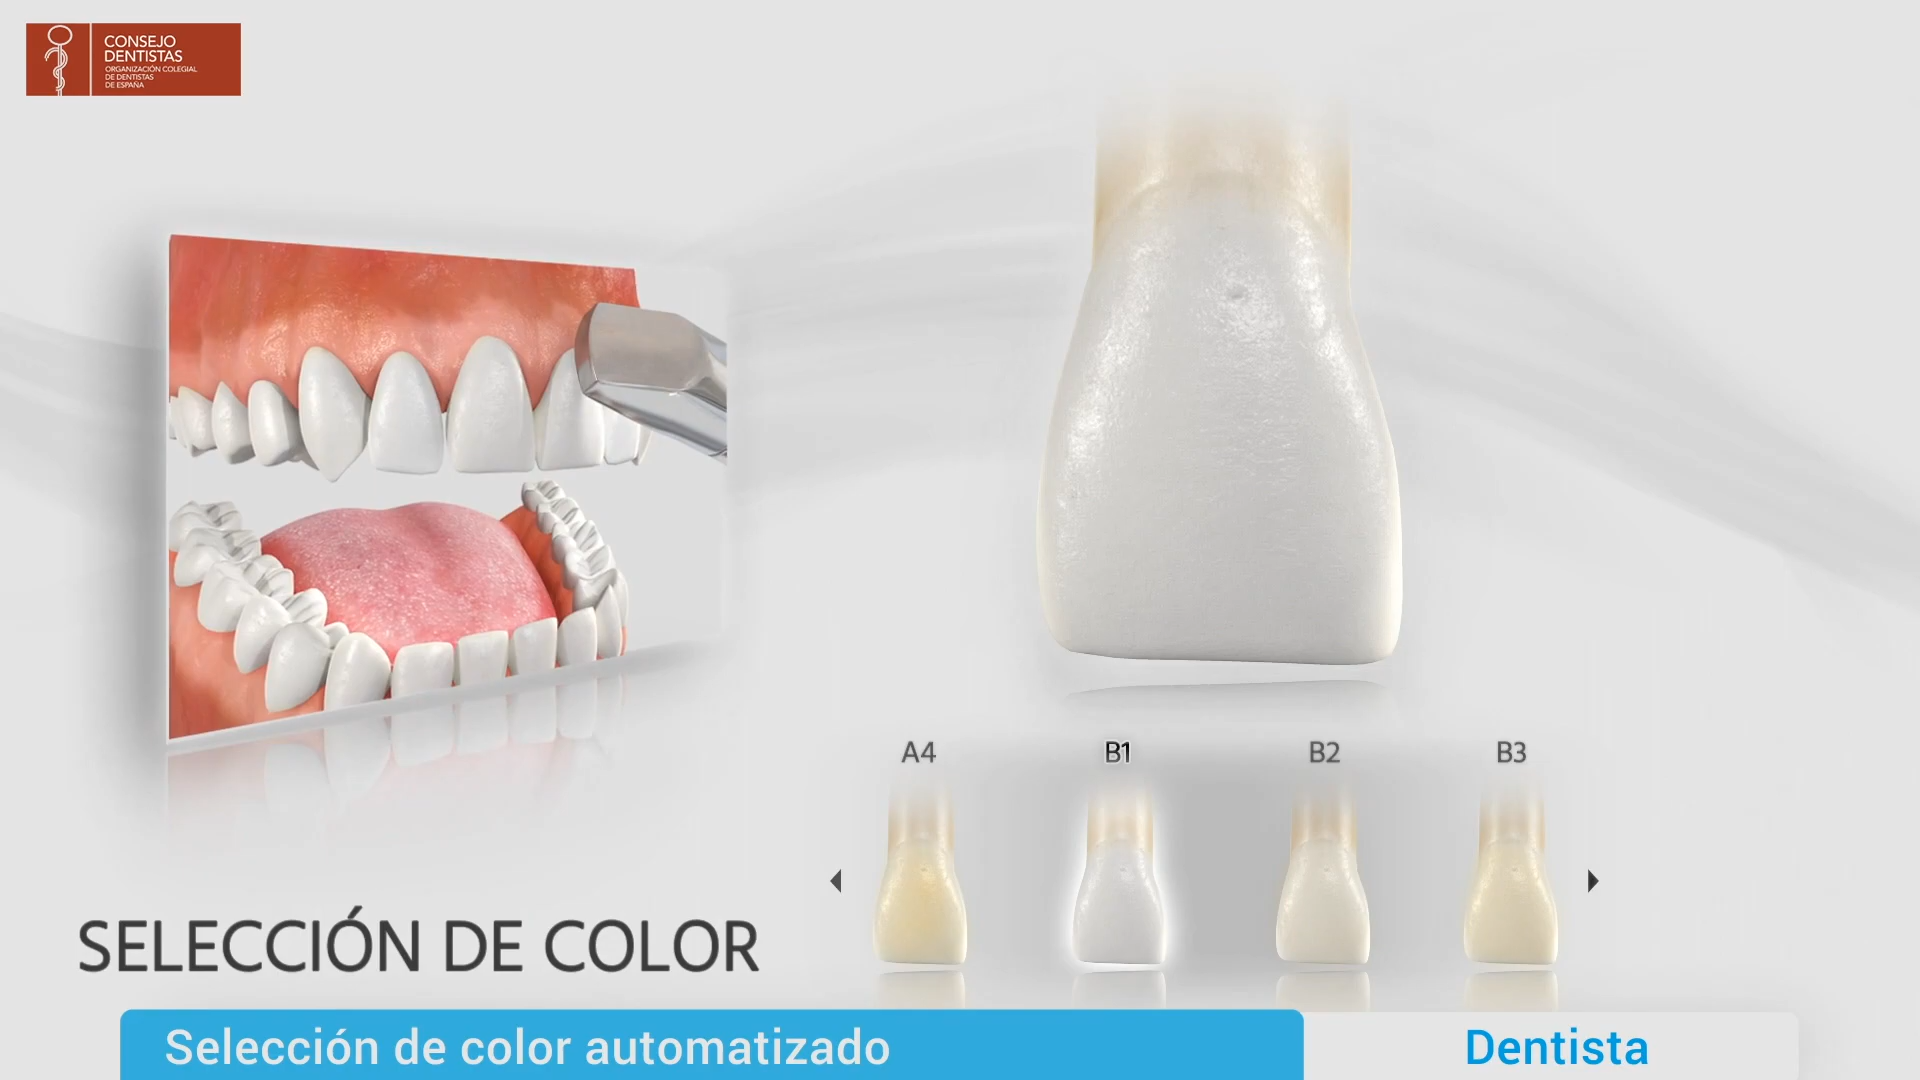 CONSEJO
DENTISTAS
ORGANIZACIÓN COLEGIAL
DE DENTISTAS
DE ESPAÑA
A4 B1 B2 B3
SELECCIÓN DE COLOR
Selección de color automatizado
Dentista